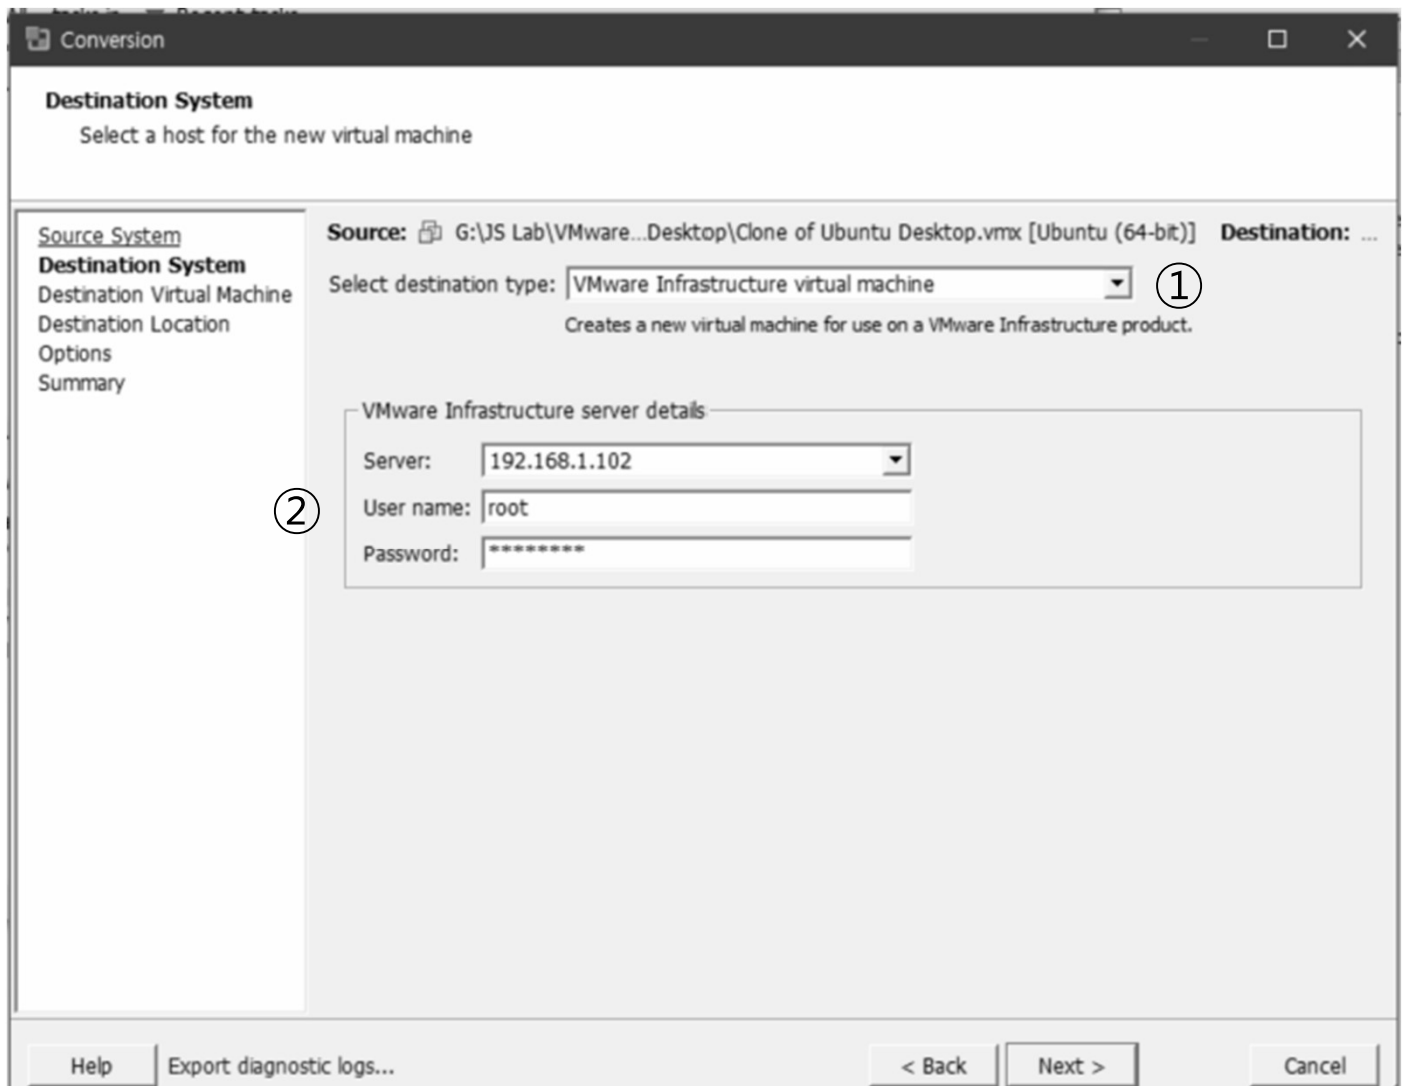 Conversion
Destination System
Select a host for the new virtual machine
Source System
Destination System
Destination Virtual Machine
Destination Location
Options
Summary
Source: G:\JS Lab\VMware...Desktop\Clone of Ubuntu Desktop.vmx [Ubuntu (64-bit)] Destination: ...
Select destination type: VMware Infrastructure virtual machine ①
Creates a new virtual machine for use on a VMware Infrastructure product.
VMware Infrastructure server details
Server: 192.168.1.102
② User name: root
Password: ********
Help Export diagnostic logs... < Back Next > Cancel